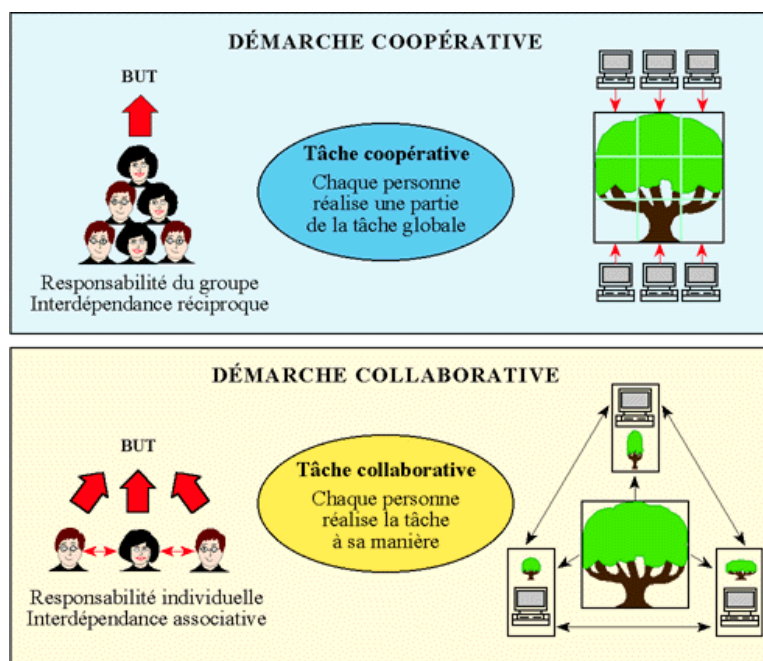 DÉMARCHE COOPÉRATIVE
BUT
Tâche coopérative
Chaque personne
réalise une partie
de la tâche globale
Responsabilité du groupe
Interdépendance réciproque
DÉMARCHE COLLABORATIVE
BUT
Tâche collaborative
Chaque personne
réalise la tâche
à sa manière
Responsabilité individuelle
Interdépendance associative